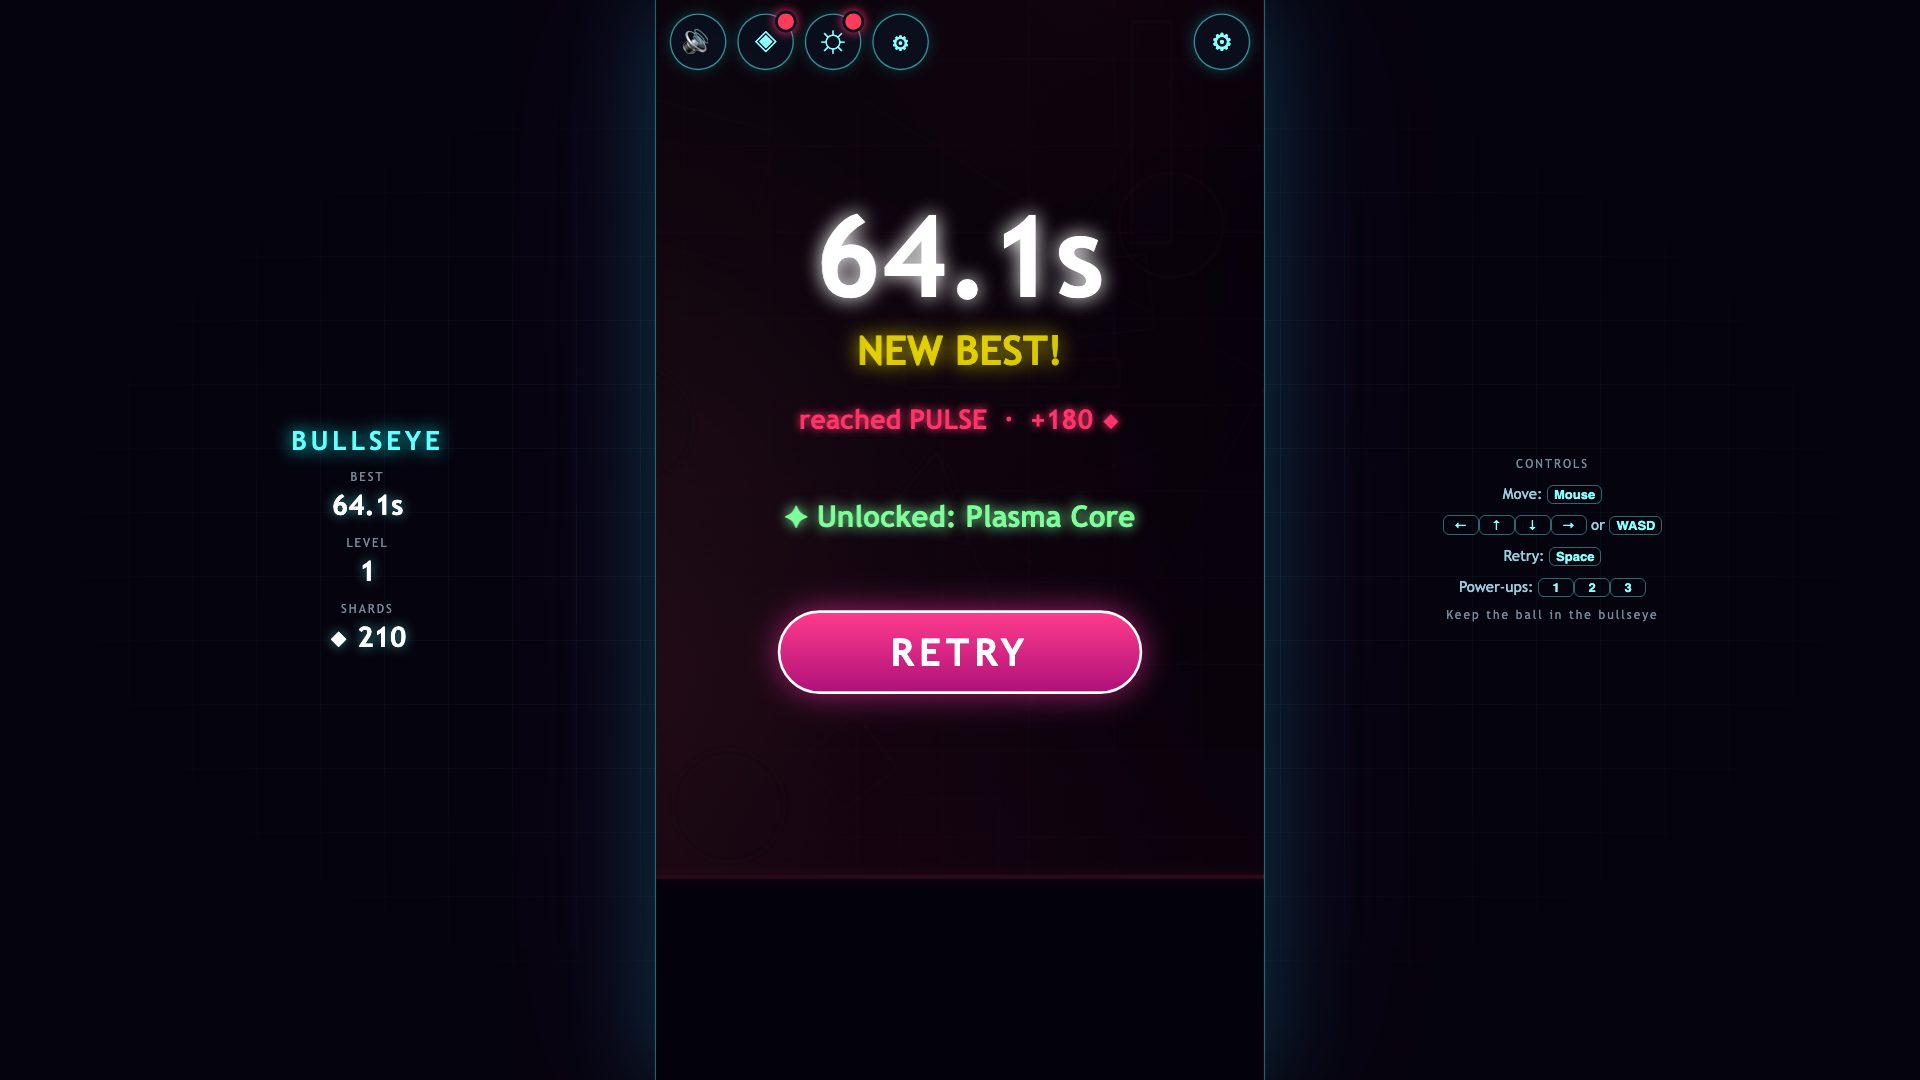 64.1s
NEW BEST!
reached PULSE · +180 ◆
✦ Unlocked: Plasma Core
RETRY
BULLSEYE
BEST
64.1s
LEVEL
1
SHARDS
◆ 210
CONTROLS
Move: Mouse
← ↑ ↓ → or WASD
Retry: Space
Power-ups: 1 2 3
Keep the ball in the bullseye